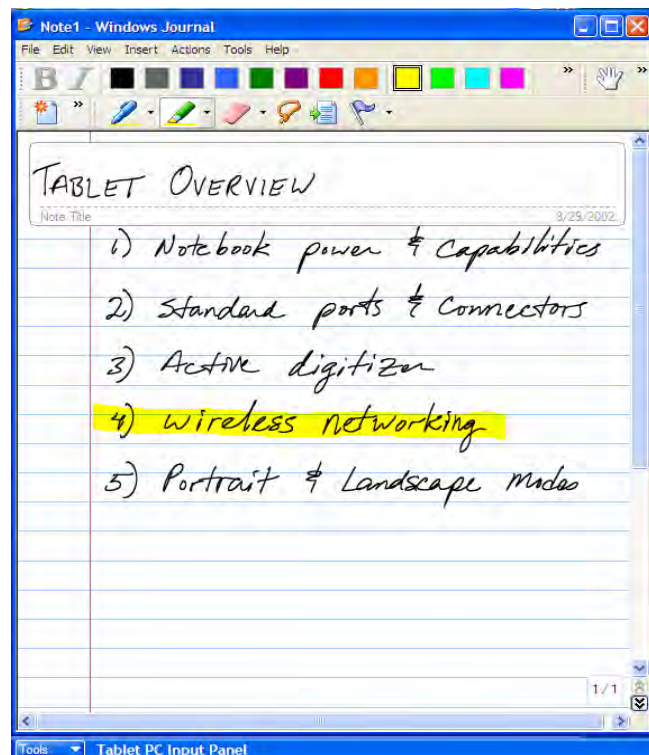 Note1 - Windows Journal
File Edit View Insert Actions Tools Help
B I » »
»
TABLET OVERVIEW
Note Title 8/29/2002
1) Notebook power & Capabilities
2) Standard ports & Connectors
3) Active digitizer
4) wireless networking
5) Portrait & Landscape modes
1/1
Tools Tablet PC Input Panel